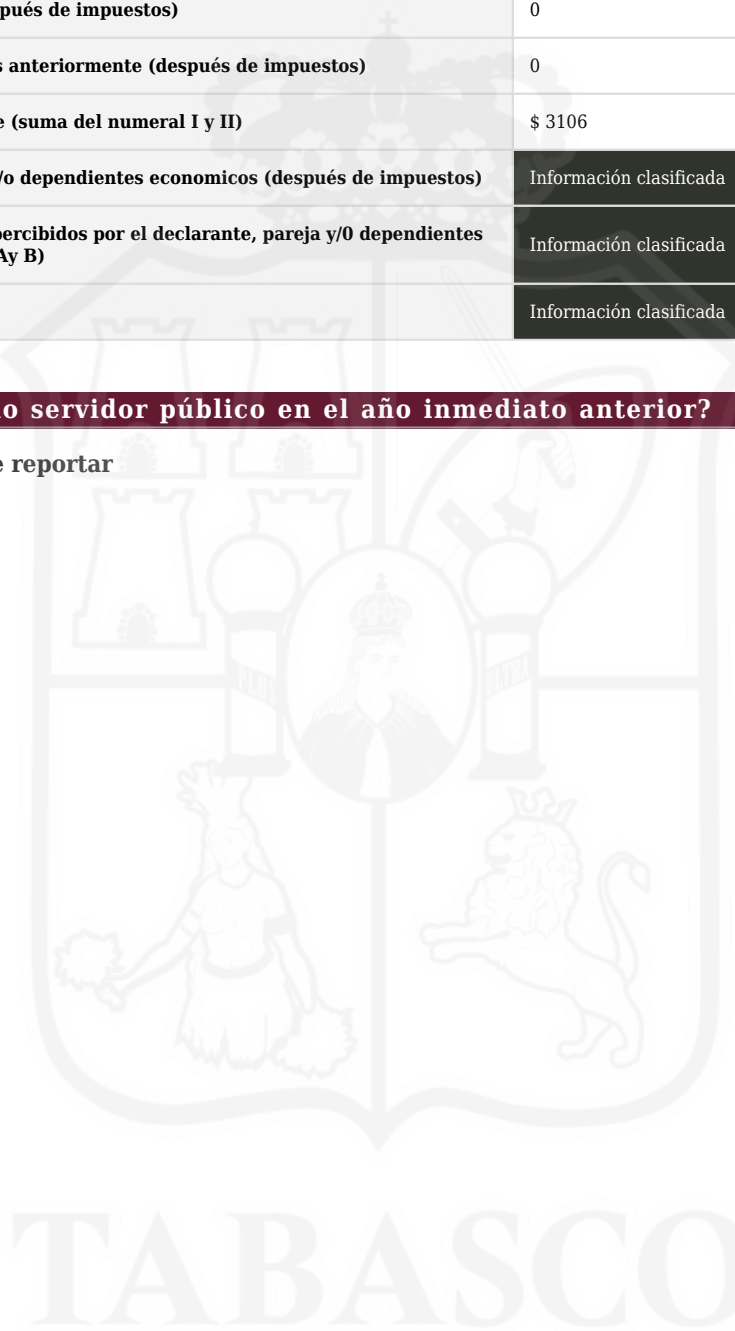 pués de impuestos)
0
s anteriormente (después de impuestos)
0
e (suma del numeral I y II)
$ 3106
/o dependientes economicos (después de impuestos)
Información clasificada
percibidos por el declarante, pareja y/0 dependientes
Ay B)
Información clasificada
Información clasificada
o servidor público en el año inmediato anterior?
e reportar
PLUS
ULTRA
TABASCO